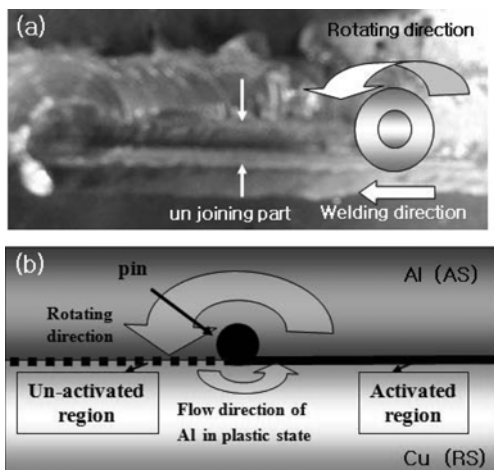 (a)
Rotating direction
un joining part
Welding direction
(b)
pin
Al (AS)
Rotating
direction
Un-activated
region
Flow direction of
Al in plastic state
Activated
region
Cu (RS)